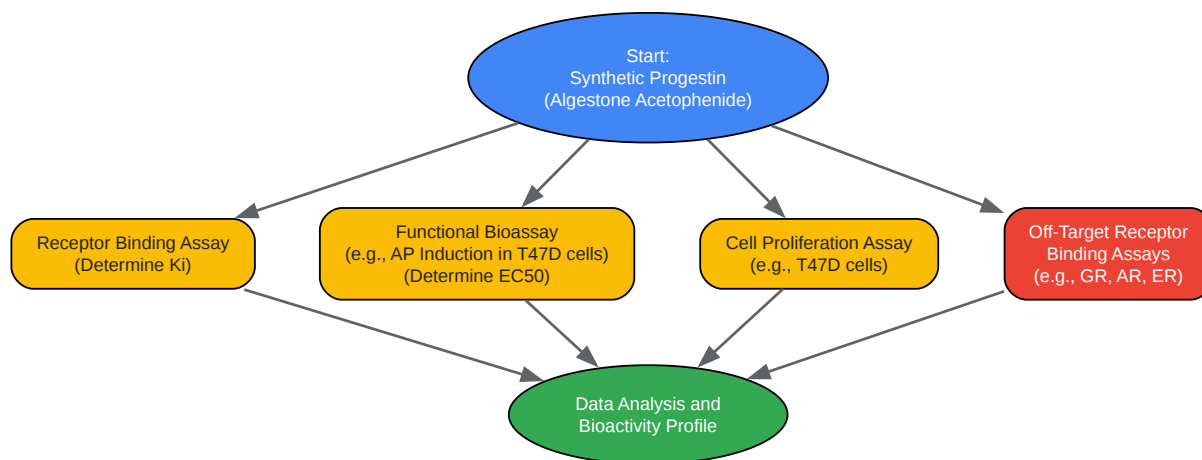 Start:
Synthetic Progestin
(Algestone Acetophenide)
Receptor Binding Assay
(Determine Ki)
Functional Bioassay
(e.g., AP Induction in T47D cells)
(Determine EC50)
Cell Proliferation Assay
(e.g., T47D cells)
Off-Target Receptor
Binding Assays
(e.g., GR, AR, ER)
Data Analysis and
Bioactivity Profile